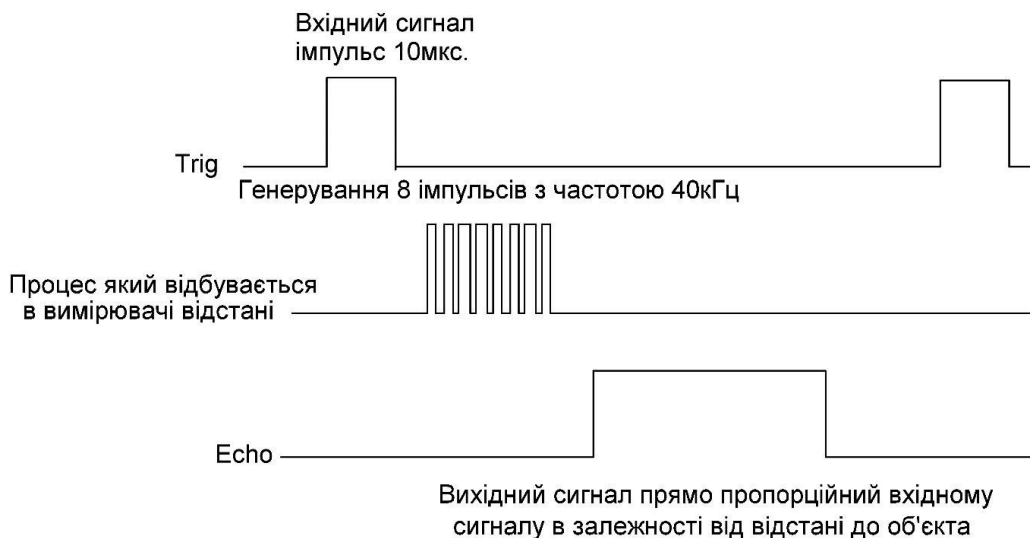 Вхідний сигнал
імпульс 10мкс.
Trig
Генерування 8 імпульсів з частотою 40кГц
Процес який відбувається
в вимірювачі відстані
Echo
Вихідний сигнал прямо пропорційний вхідному
сигналу в залежності від відстані до об'єкта